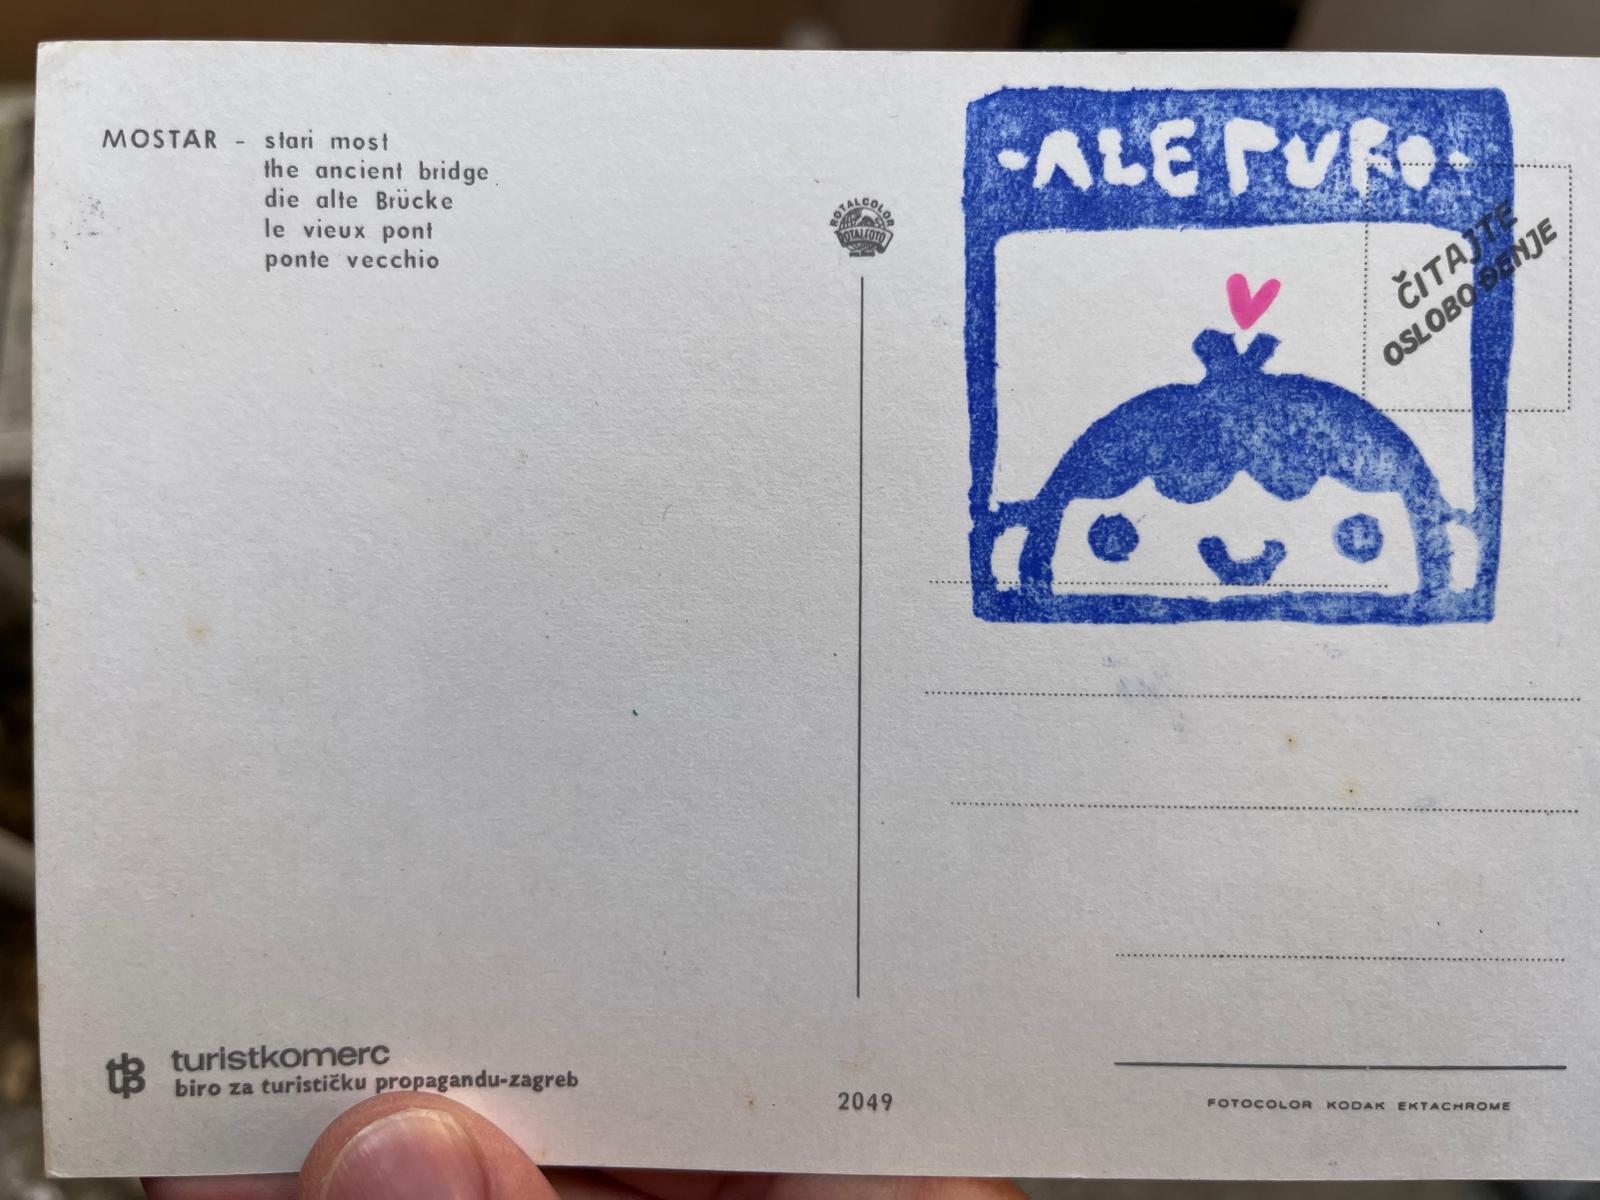 MOSTAR - stari most
the ancient bridge
die alte Brücke
le vieux pont
ponte vecchio
ROTALCOLOR
ROTALFOTO
·ALE PURO·
ČITAJTE
OSLOBOĐENJE
turistkomerc
biro za turističku propagandu-zagreb
2049
FOTOCOLOR KODAK EKTACHROME